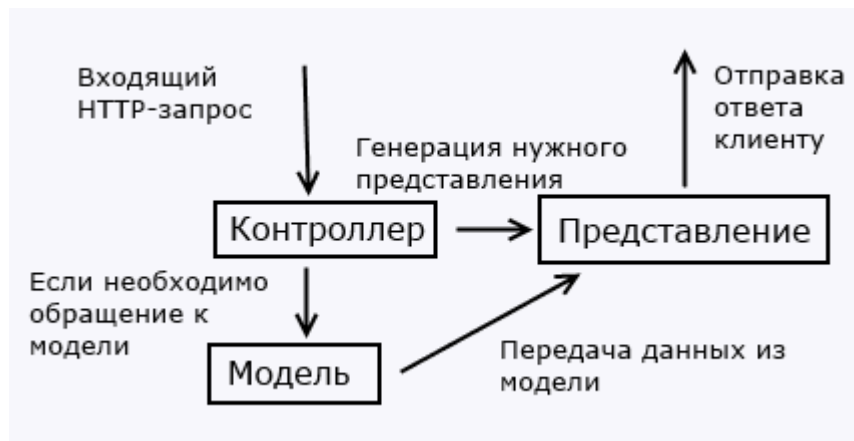 Входящий
HTTP-запрос
Отправка
ответа
клиенту
Генерация нужного
представления
Контроллер
Представление
Если необходимо
обращение к
модели
Модель
Передача данных из
модели